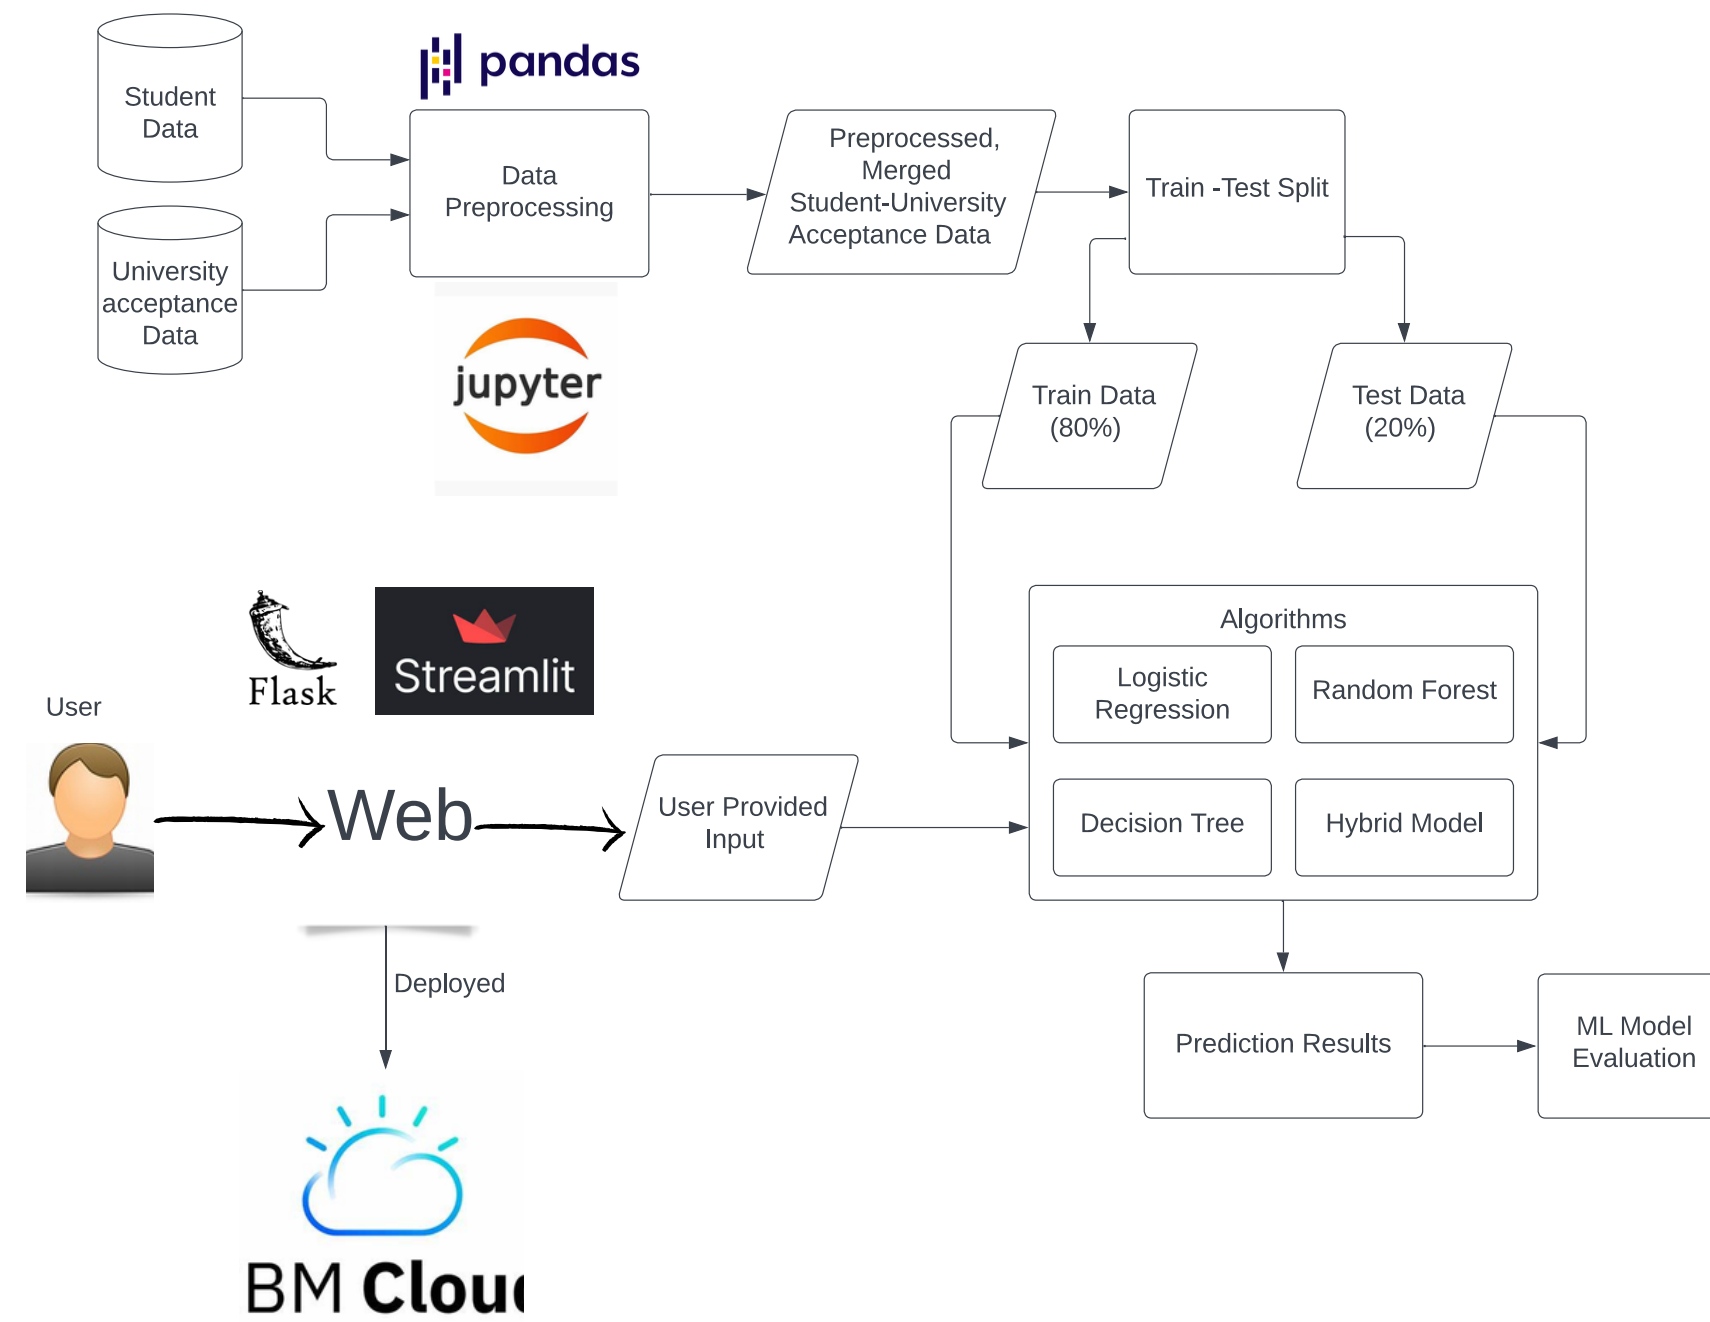 Student
Data
pandas
Data
Preprocessing
Preprocessed,
Merged
Student-University
Acceptance Data
Train -Test Split
University
acceptance
Data
jupyter
Train Data
(80%)
Test Data
(20%)
Flask
Streamlit
User
Web
User Provided
Input
Algorithms
Logistic
Regression
Random Forest
Decision Tree
Hybrid Model
Deployed
Prediction Results
ML Model
Evaluation
BM Cloud